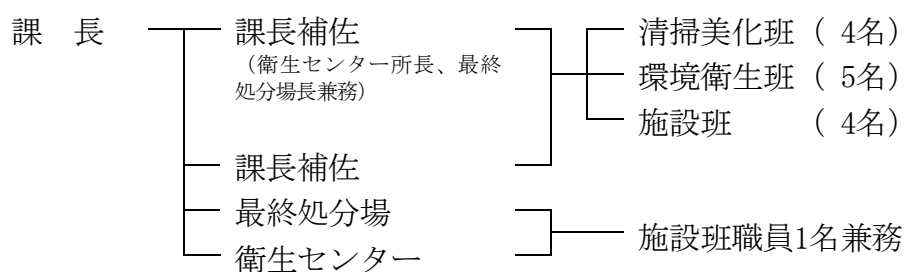 課　長
課長補佐
（衛生センター所長、最終
処分場長兼務）
課長補佐
最終処分場
衛生センター
清掃美化班（ 4名）
環境衛生班（ 5名）
施設班　　（ 4名）
施設班職員1名兼務